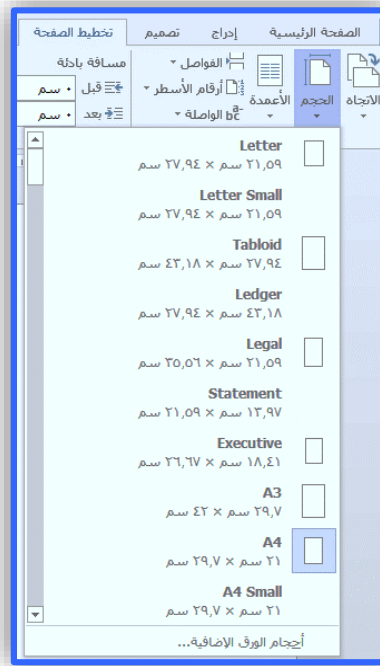 الصفحة الرئيسية إدراج تصميم تخطيط الصفحة
الاتجاه
الحجم
الأعمدة
الفواصل
أرقام الأسطر
الواصلة
مسافة بادئة
قبل ٠ سم
بعد ٠ سم
Letter
٢١,٥٩ سم × ٢٧,٩٤ سم
Letter Small
٢١,٥٩ سم × ٢٧,٩٤ سم
Tabloid
٢٧,٩٤ سم × ٤٣,١٨ سم
Ledger
٤٣,١٨ سم × ٢٧,٩٤ سم
Legal
٢١,٥٩ سم × ٣٥,٥٦ سم
Statement
١٣,٩٧ سم × ٢١,٥٩ سم
Executive
١٨,٤١ سم × ٢٦,٦٧ سم
A3
٢٩,٧ سم × ٤٢ سم
A4
٢١ سم × ٢٩,٧ سم
A4 Small
٢١ سم × ٢٩,٧ سم
أحجام الورق الإضافية...